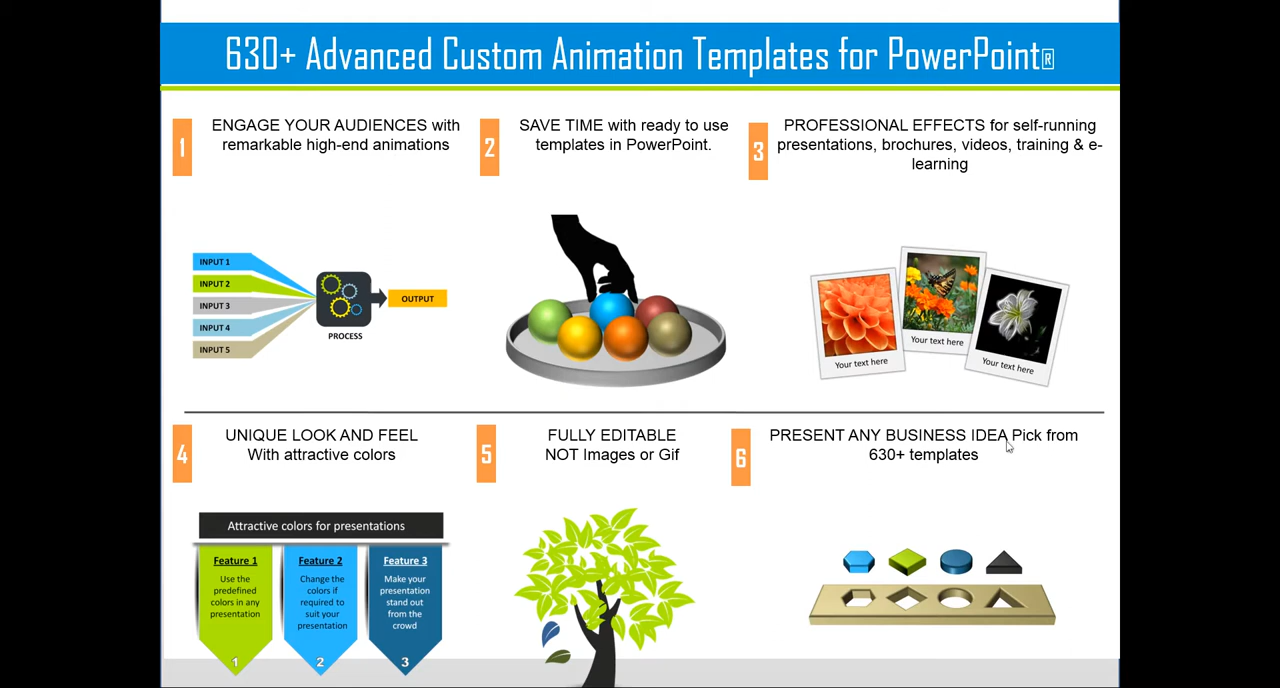 630+ Advanced Custom Animation Templates for PowerPoint®
1
ENGAGE YOUR AUDIENCES with
remarkable high-end animations
2
SAVE TIME with ready to use
templates in PowerPoint.
3
PROFESSIONAL EFFECTS for self-running
presentations, brochures, videos, training & e-
learning
INPUT 1
INPUT 2
INPUT 3
INPUT 4
INPUT 5
PROCESS
OUTPUT
Your text here
Your text here
Your text here
4
UNIQUE LOOK AND FEEL
With attractive colors
5
FULLY EDITABLE
NOT Images or Gif
6
PRESENT ANY BUSINESS IDEA Pick from
630+ templates
Attractive colors for presentations
Feature 1
Use the
predefined
colors in any
presentation
1
Feature 2
Change the
colors if
required to
suit your
presentation
2
Feature 3
Make your
presentation
stand out
from the
crowd
3